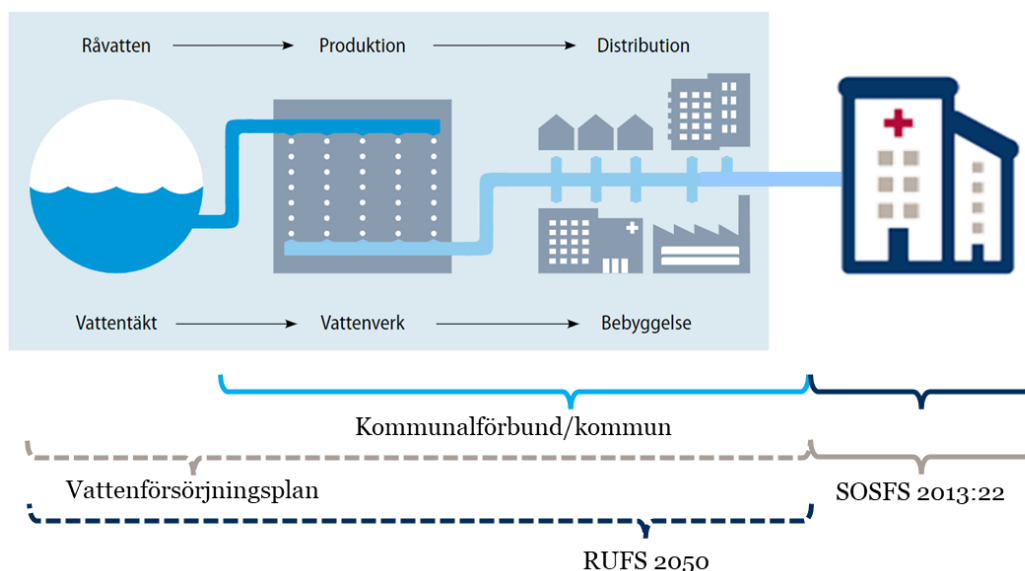 Råvatten Produktion Distribution
Vattentäkt Vattenverk Bebyggelse
Kommunalförbund/kommun
Vattenförsörjningsplan SOSFS 2013:22
RUFS 2050